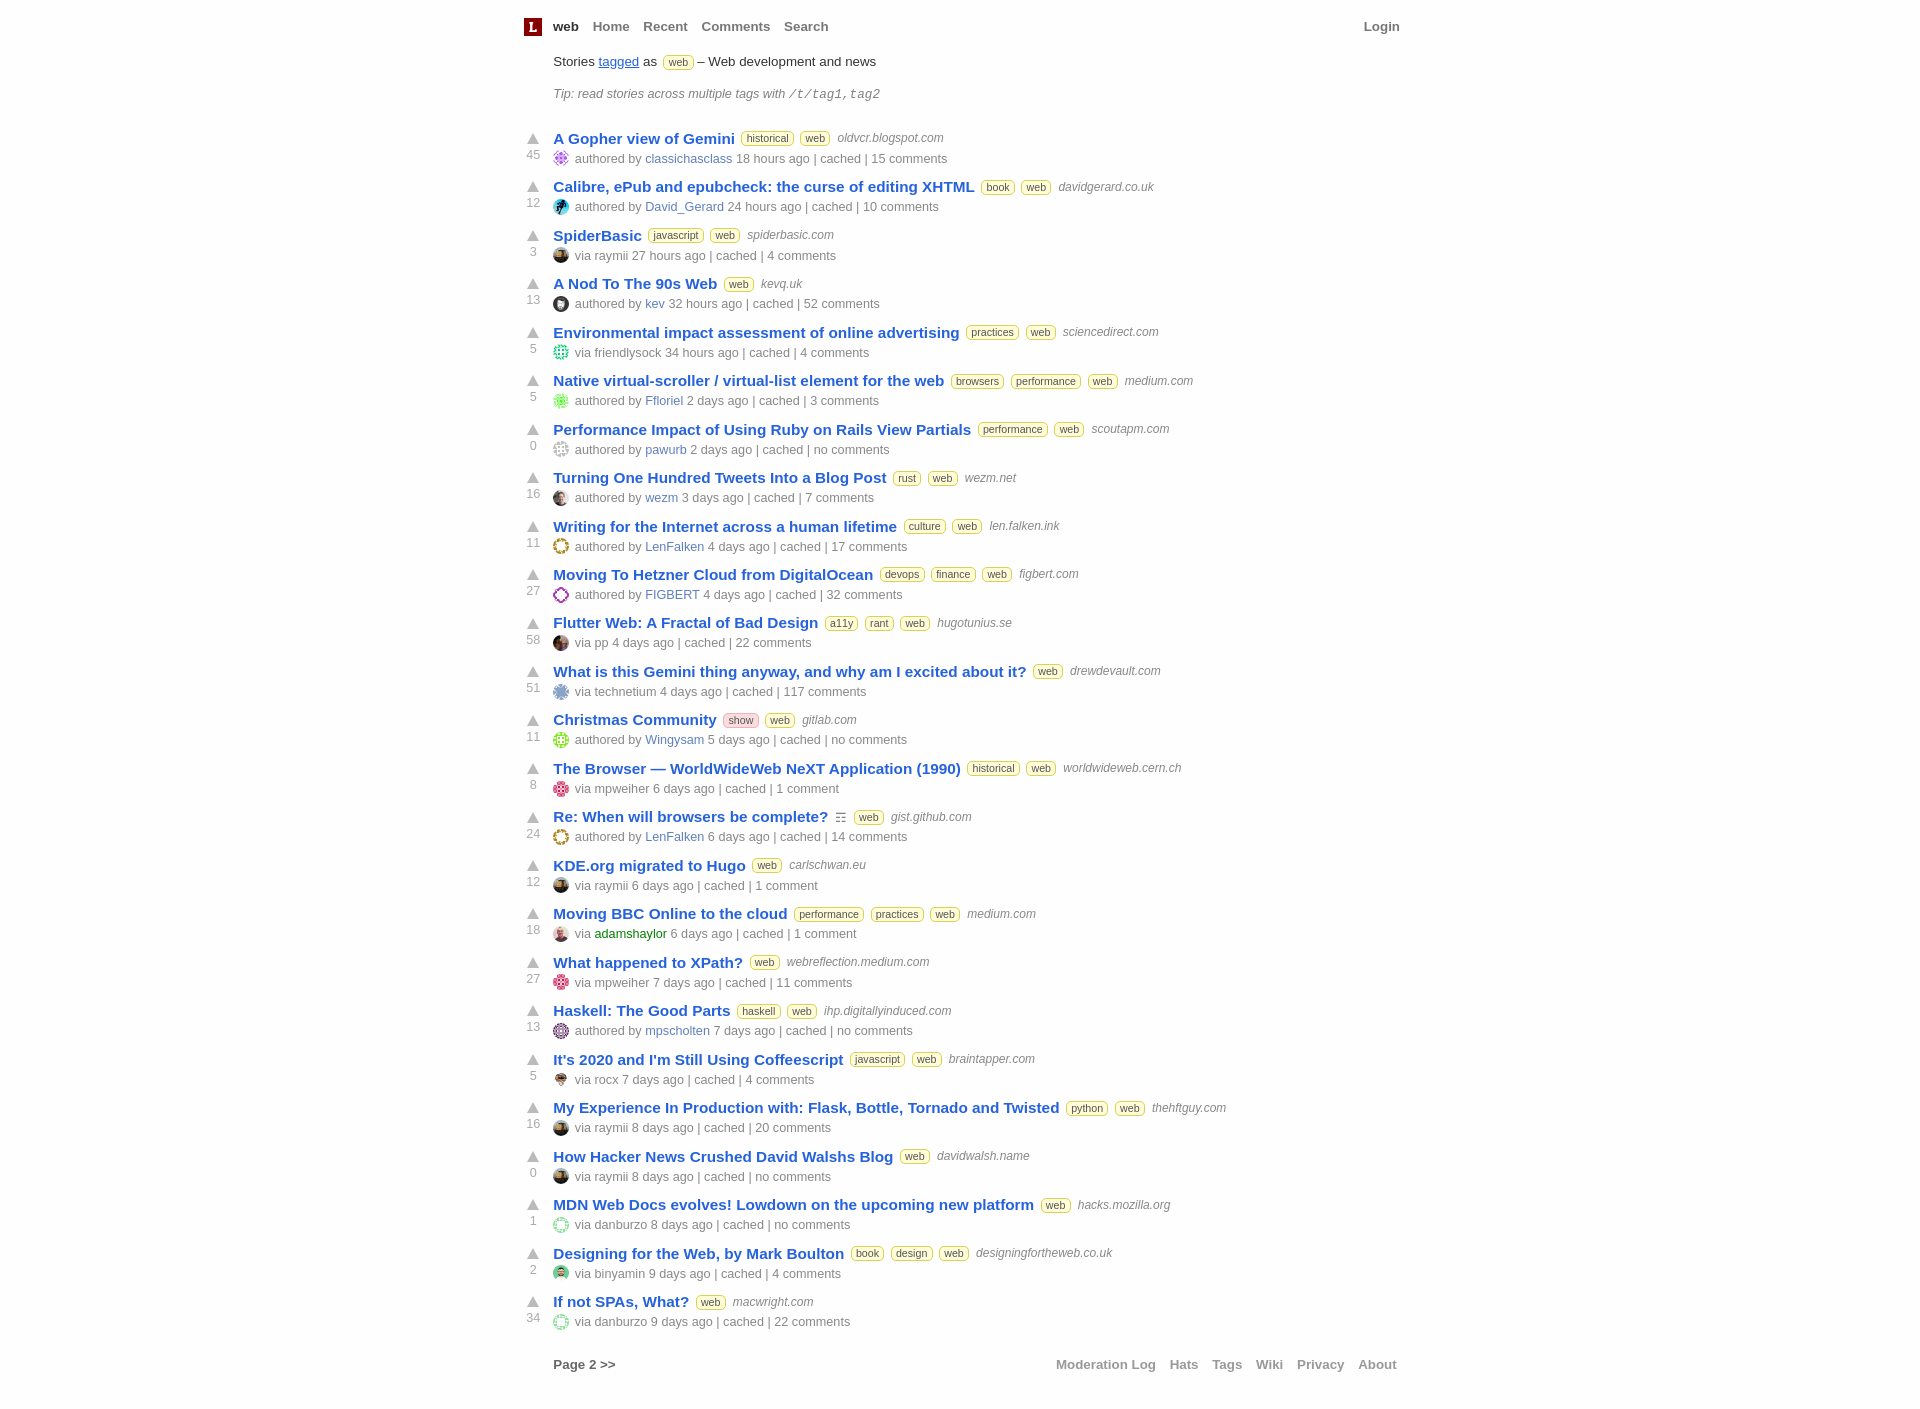 L web Home Recent Comments Search Login
Stories tagged as web – Web development and news
Tip: read stories across multiple tags with /t/tag1,tag2
A Gopher view of Gemini historical web oldvcr.blogspot.com
45 authored by classichasclass 18 hours ago | cached | 15 comments
Calibre, ePub and epubcheck: the curse of editing XHTML book web davidgerard.co.uk
12 authored by David_Gerard 24 hours ago | cached | 10 comments
SpiderBasic javascript web spiderbasic.com
3 via raymii 27 hours ago | cached | 4 comments
A Nod To The 90s Web web kevq.uk
13 authored by kev 32 hours ago | cached | 52 comments
Environmental impact assessment of online advertising practices web sciencedirect.com
5 via friendlysock 34 hours ago | cached | 4 comments
Native virtual-scroller / virtual-list element for the web browsers performance web medium.com
5 authored by Ffloriel 2 days ago | cached | 3 comments
Performance Impact of Using Ruby on Rails View Partials performance web scoutapm.com
0 authored by pawurb 2 days ago | cached | no comments
Turning One Hundred Tweets Into a Blog Post rust web wezm.net
16 authored by wezm 3 days ago | cached | 7 comments
Writing for the Internet across a human lifetime culture web len.falken.ink
11 authored by LenFalken 4 days ago | cached | 17 comments
Moving To Hetzner Cloud from DigitalOcean devops finance web figbert.com
27 authored by FIGBERT 4 days ago | cached | 32 comments
Flutter Web: A Fractal of Bad Design a11y rant web hugotunius.se
58 via pp 4 days ago | cached | 22 comments
What is this Gemini thing anyway, and why am I excited about it? web drewdevault.com
51 via technetium 4 days ago | cached | 117 comments
Christmas Community show web gitlab.com
11 authored by Wingysam 5 days ago | cached | no comments
The Browser — WorldWideWeb NeXT Application (1990) historical web worldwideweb.cern.ch
8 via mpweiher 6 days ago | cached | 1 comment
Re: When will browsers be complete? ☶ web gist.github.com
24 authored by LenFalken 6 days ago | cached | 14 comments
KDE.org migrated to Hugo web carlschwan.eu
12 via raymii 6 days ago | cached | 1 comment
Moving BBC Online to the cloud performance practices web medium.com
18 via adamshaylor 6 days ago | cached | 1 comment
What happened to XPath? web webreflection.medium.com
27 via mpweiher 7 days ago | cached | 11 comments
Haskell: The Good Parts haskell web ihp.digitallyinduced.com
13 authored by mpscholten 7 days ago | cached | no comments
It's 2020 and I'm Still Using Coffeescript javascript web braintapper.com
5 via rocx 7 days ago | cached | 4 comments
My Experience In Production with: Flask, Bottle, Tornado and Twisted python web thehftguy.com
16 via raymii 8 days ago | cached | 20 comments
How Hacker News Crushed David Walshs Blog web davidwalsh.name
0 via raymii 8 days ago | cached | no comments
MDN Web Docs evolves! Lowdown on the upcoming new platform web hacks.mozilla.org
1 via danburzo 8 days ago | cached | no comments
Designing for the Web, by Mark Boulton book design web designingfortheweb.co.uk
2 via binyamin 9 days ago | cached | 4 comments
If not SPAs, What? web macwright.com
34 via danburzo 9 days ago | cached | 22 comments
Page 2 >> Moderation Log Hats Tags Wiki Privacy About